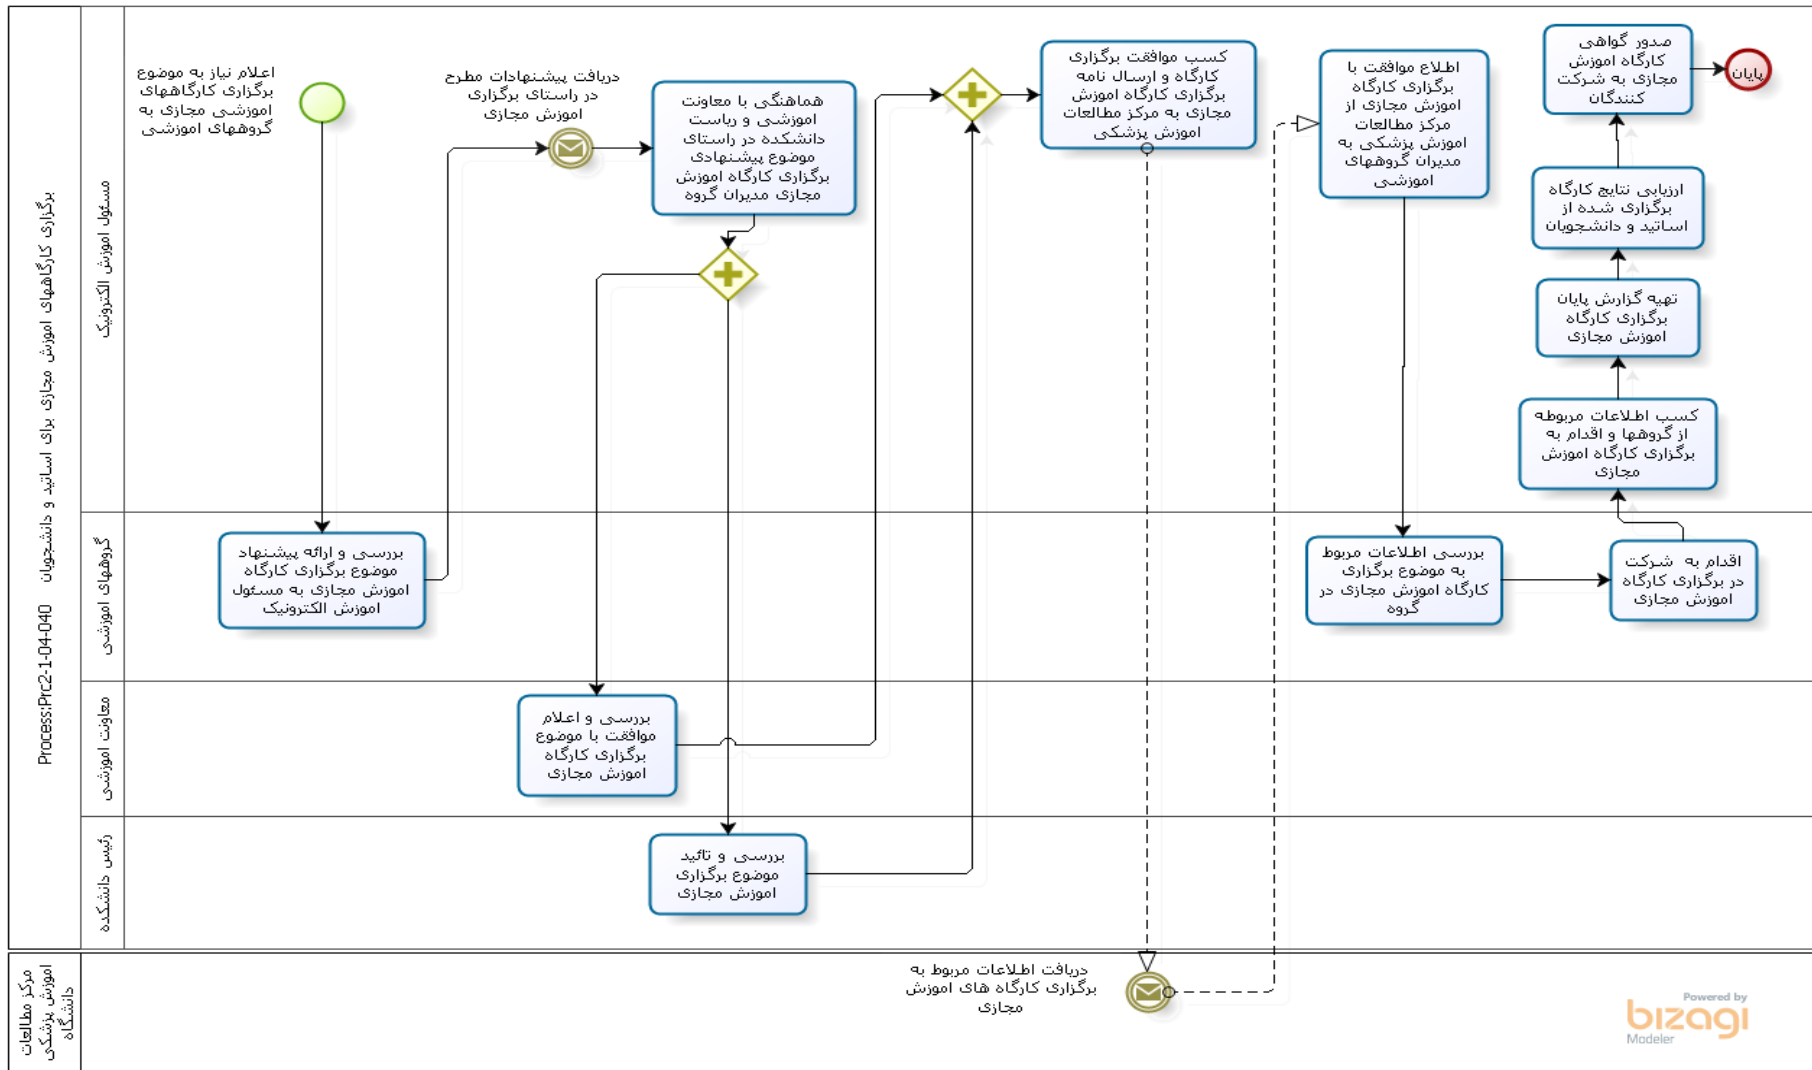 برگزاری کارگاههای اموزش مجازی برای اساتید و دانشجویان
Process:Prc2-1-04-040
مسئول اموزش الکترونیک
اعلام نیاز به موضوع
برگزاری کارگاههای
اموزشی مجازی به
گروههای اموزشی
دریافت پیشنهادات مطرح
در راستای برگزاری
اموزش مجازی
هماهنگی با معاونت
اموزشی و ریاست
دانشکده در راستای
موضوع پیشنهادی
برگزاری کارگاه اموزش
مجازی مدیران گروه
کسب موافقت برگزاری
کارگاه و ارسال نامه
برگزاری کارگاه اموزش
مجازی به مرکز مطالعات
اموزش پزشکی
اطلاع موافقت با
برگزاری کارگاه
اموزش مجازی از
مرکز مطالعات
اموزش پزشکی به
مدیران گروههای
اموزشی
صدور گواهی
کارگاه اموزش
مجازی به شرکت
کنندگان
پایان
ارزیابی نتایج کارگاه
برگزاری شده از
اساتید و دانشجویان
تهیه گزارش پایان
برگزاری کارگاه
اموزش مجازی
کسب اطلاعات مربوطه
از گروهها و اقدام به
برگزاری کارگاه اموزش
مجازی
گروههای اموزشی
بررسی و ارائه پیشنهاد
موضوع برگزاری کارگاه
اموزش مجازی به مسئول
اموزش الکترونیک
بررسی اطلاعات مربوط
به موضوع برگزاری
کارگاه اموزش مجازی در
گروه
اقدام به شرکت
در برگزاری کارگاه
اموزش مجازی
معاونت اموزشی
بررسی و اعلام
موافقت با موضوع
برگزاری کارگاه
اموزش مجازی
رئیس دانشکده
بررسی و تائید
موضوع برگزاری
اموزش مجازی
مرکز مطالعات
اموزش پزشکی
دانشگاه
دریافت اطلاعات مربوط به
برگزاری کارگاه های اموزش
مجازی
Powered by
bizagi
Modeler